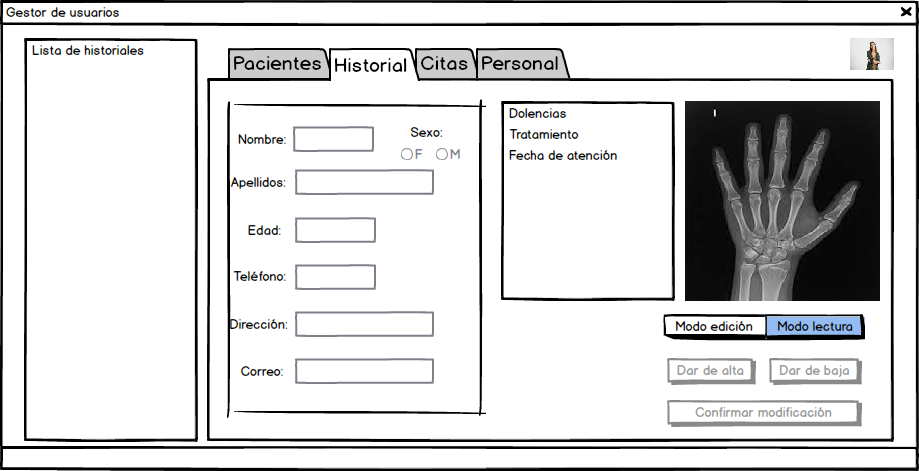 Gestor de usuarios
Lista de historiales
Pacientes Historial Citas Personal
Nombre:
Sexo:
F M
Apellidos:
Edad:
Teléfono:
Dirección:
Correo:
Dolencias
Tratamiento
Fecha de atención
Modo edición Modo lectura
Dar de alta Dar de baja
Confirmar modificación